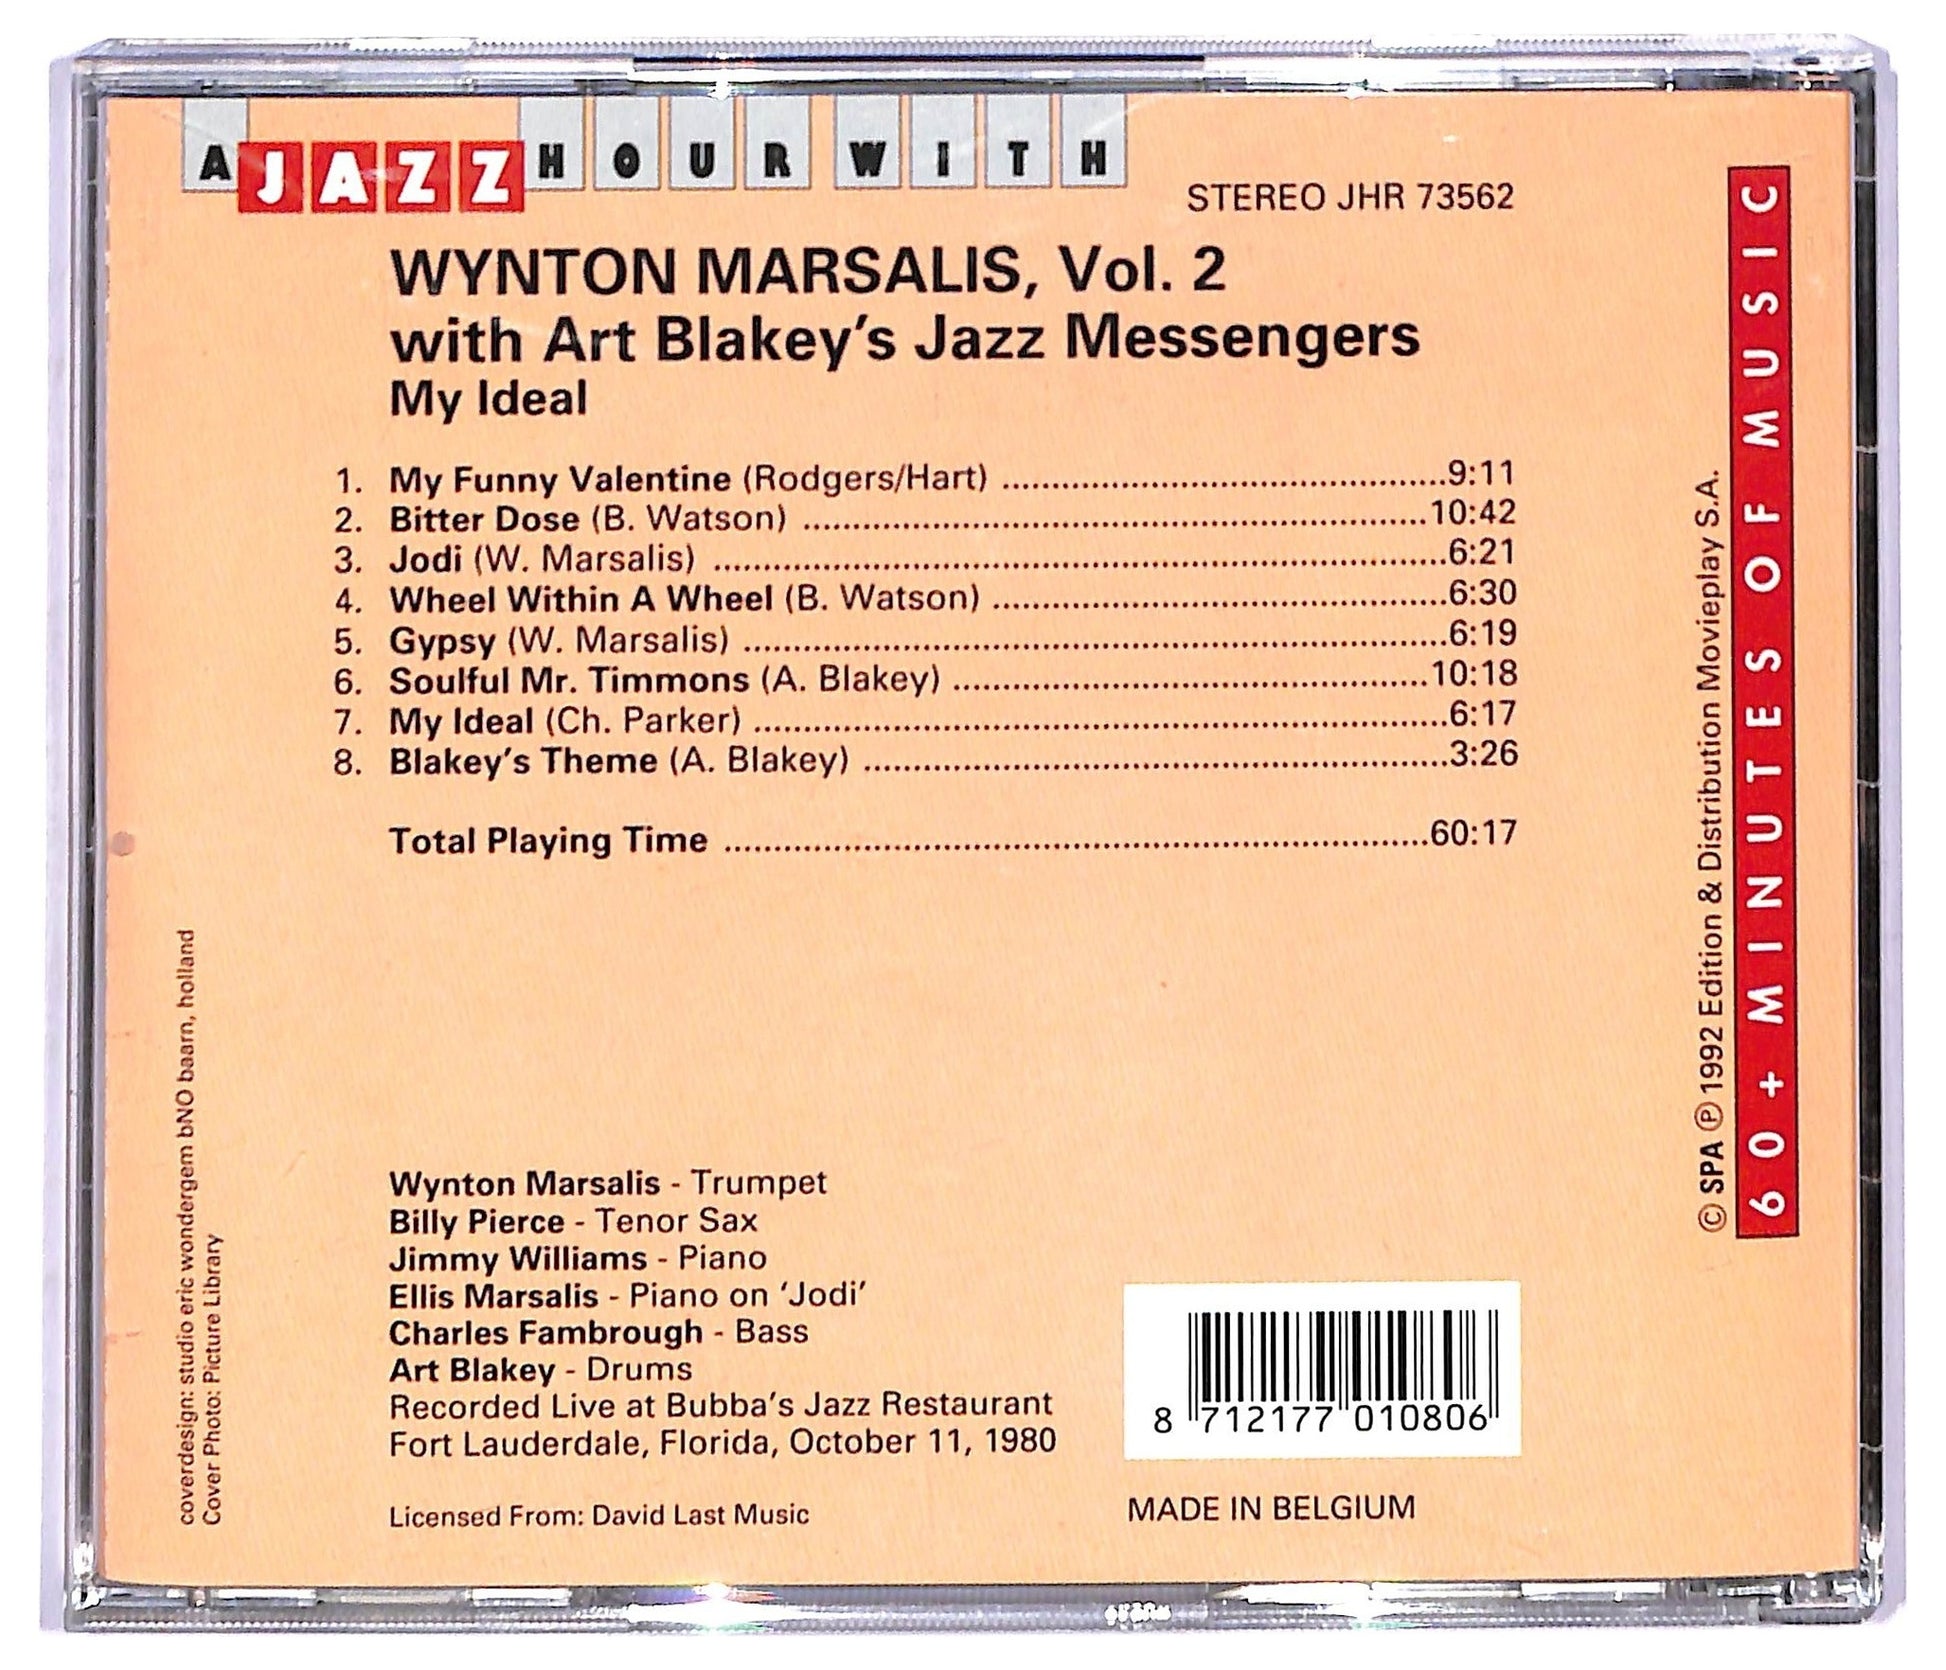 A JAZZ HOUR WITH
STEREO JHR 73562
WYNTON MARSALIS, Vol. 2
with Art Blakey's Jazz Messengers
My Ideal
1. My Funny Valentine (Rodgers/Hart) ............................................9:11
2. Bitter Dose (B. Watson) ..............................................................10:42
3. Jodi (W. Marsalis) .........................................................................6:21
4. Wheel Within A Wheel (B. Watson) .............................................6:30
5. Gypsy (W. Marsalis) ......................................................................6:19
6. Soulful Mr. Timmons (A. Blakey) ...............................................10:18
7. My Ideal (Ch. Parker) .....................................................................6:17
8. Blakey's Theme (A. Blakey) ..........................................................3:26
Total Playing Time ......................................................................60:17
Wynton Marsalis - Trumpet
Billy Pierce - Tenor Sax
Jimmy Williams - Piano
Ellis Marsalis - Piano on 'Jodi'
Charles Fambrough - Bass
Art Blakey - Drums
Recorded Live at Bubba's Jazz Restaurant
Fort Lauderdale, Florida, October 11, 1980
Licensed From: David Last Music
8 712177 010806
MADE IN BELGIUM
coverdesign: studio eric wondergem bNO baarn, holland
Cover Photo: Picture Library
© SPA ℗ 1992 Edition & Distribution Movieplay S.A.
60 + MINUTES OF MUSIC